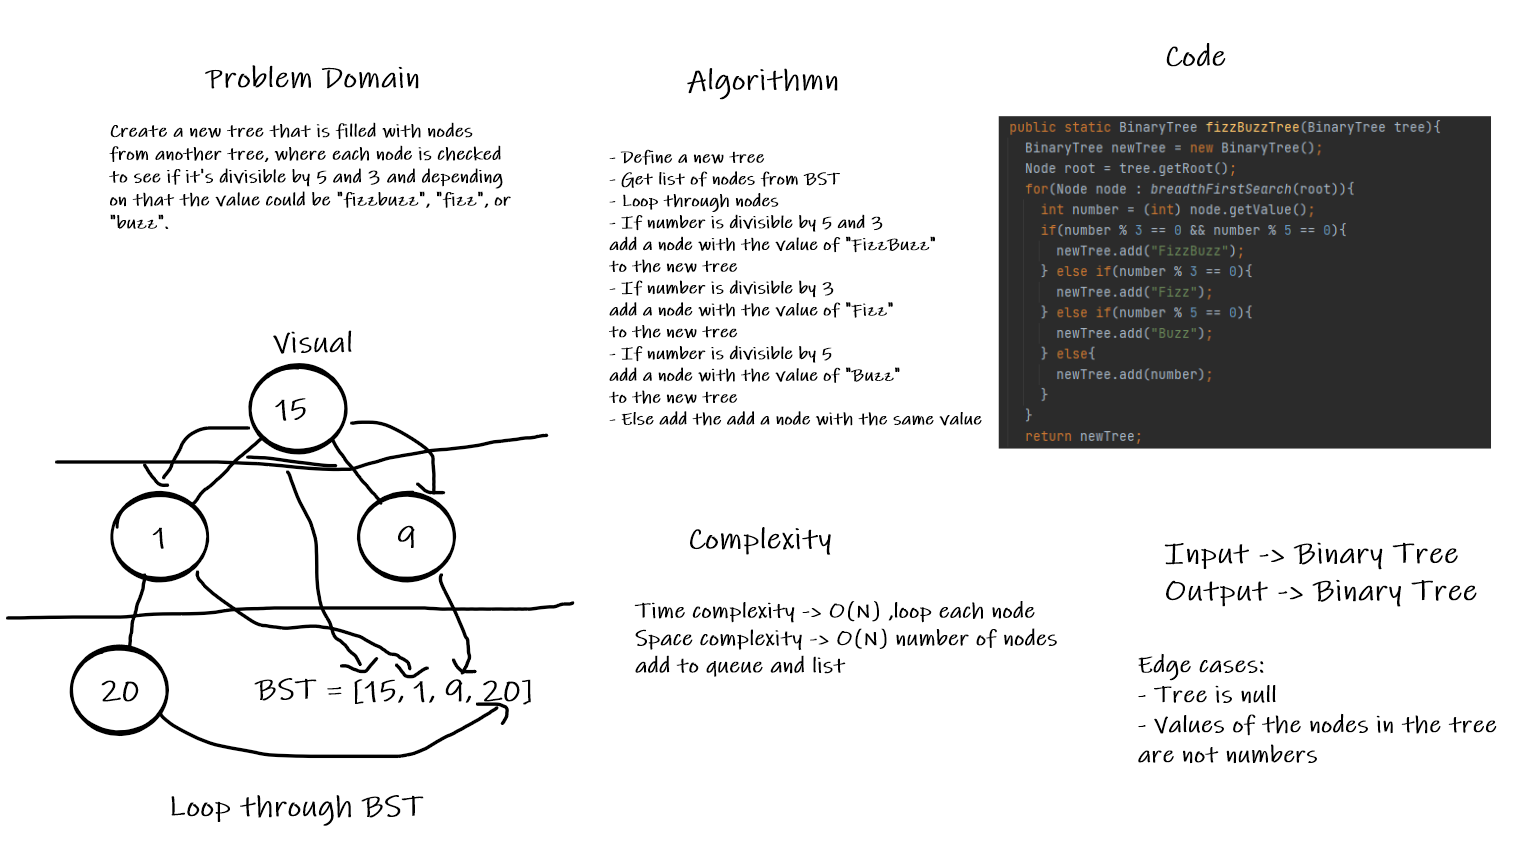 Problem Domain
Create a new tree that is filled with nodes
from another tree, where each node is checked
to see if it's divisible by 5 and 3 and depending
on that the value could be "fizzbuzz", "fizz", or
"buzz".
Visual
15
1
9
20
BST = [15, 1, 9, 20]
Loop through BST
Algorithmn
- Define a new tree
- Get list of nodes from BST
- Loop through nodes
- If number is divisible by 5 and 3
add a node with the value of "FizzBuzz"
to the new tree
- If number is divisible by 3
add a node with the value of "Fizz"
to the new tree
- If number is divisible by 5
add a node with the value of "Buzz"
to the new tree
- Else add the add a node with the same value
Complexity
Time complexity -> O(N) ,loop each node
Space complexity -> O(N) number of nodes
add to queue and list
Code
public static BinaryTree fizzBuzzTree(BinaryTree tree){
BinaryTree newTree = new BinaryTree();
Node root = tree.getRoot();
for(Node node : breadthFirstSearch(root)){
int number = (int) node.getValue();
if(number % 3 == 0 && number % 5 == 0){
newTree.add("FizzBuzz");
} else if(number % 3 == 0){
newTree.add("Fizz");
} else if(number % 5 == 0){
newTree.add("Buzz");
} else{
newTree.add(number);
}
}
return newTree;
Input -> Binary Tree
Output -> Binary Tree
Edge cases:
- Tree is null
- Values of the nodes in the tree
are not numbers